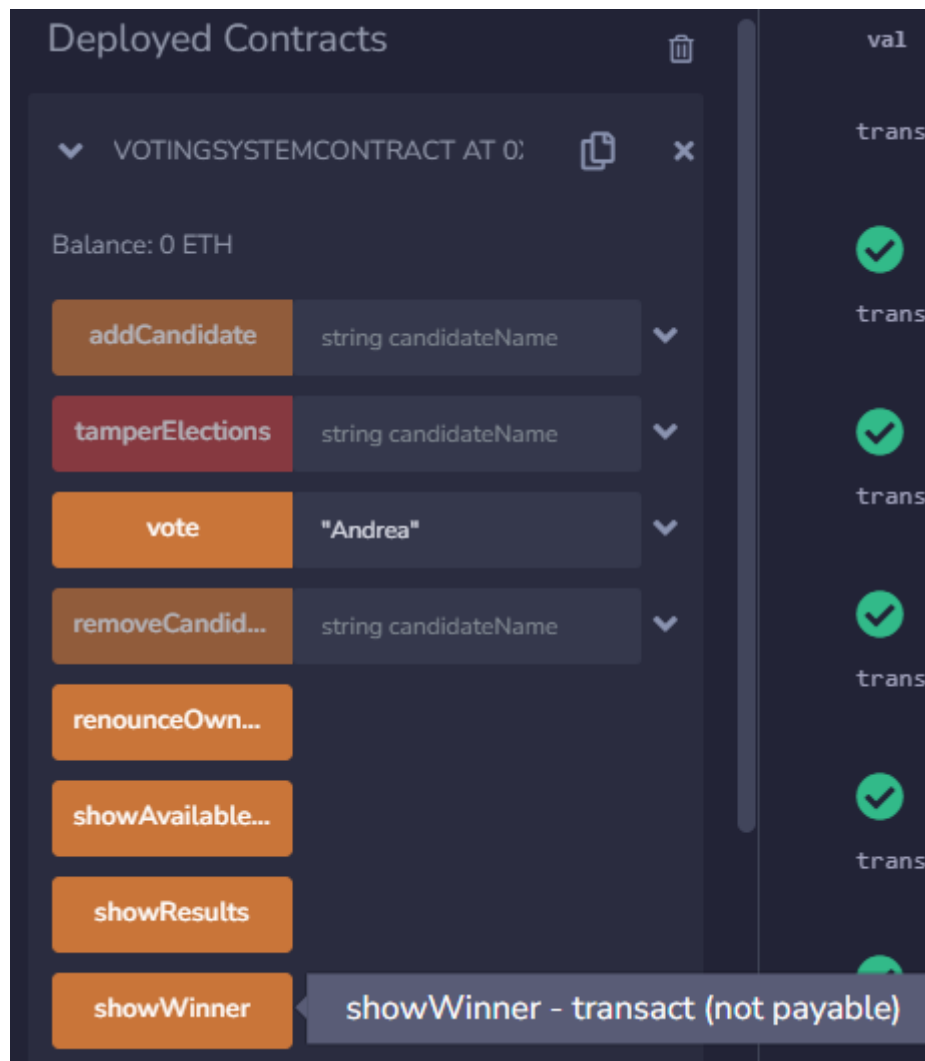 Deployed Contracts
val
VOTINGSYSTEMCONTRACT AT 0X
trans
Balance: 0 ETH
addCandidate string candidateName
trans
tamperElections string candidateName
vote "Andrea"
trans
removeCandid... string candidateName
trans
renounceOwn...
showAvailable...
trans
showResults
showWinner
showWinner - transact (not payable)